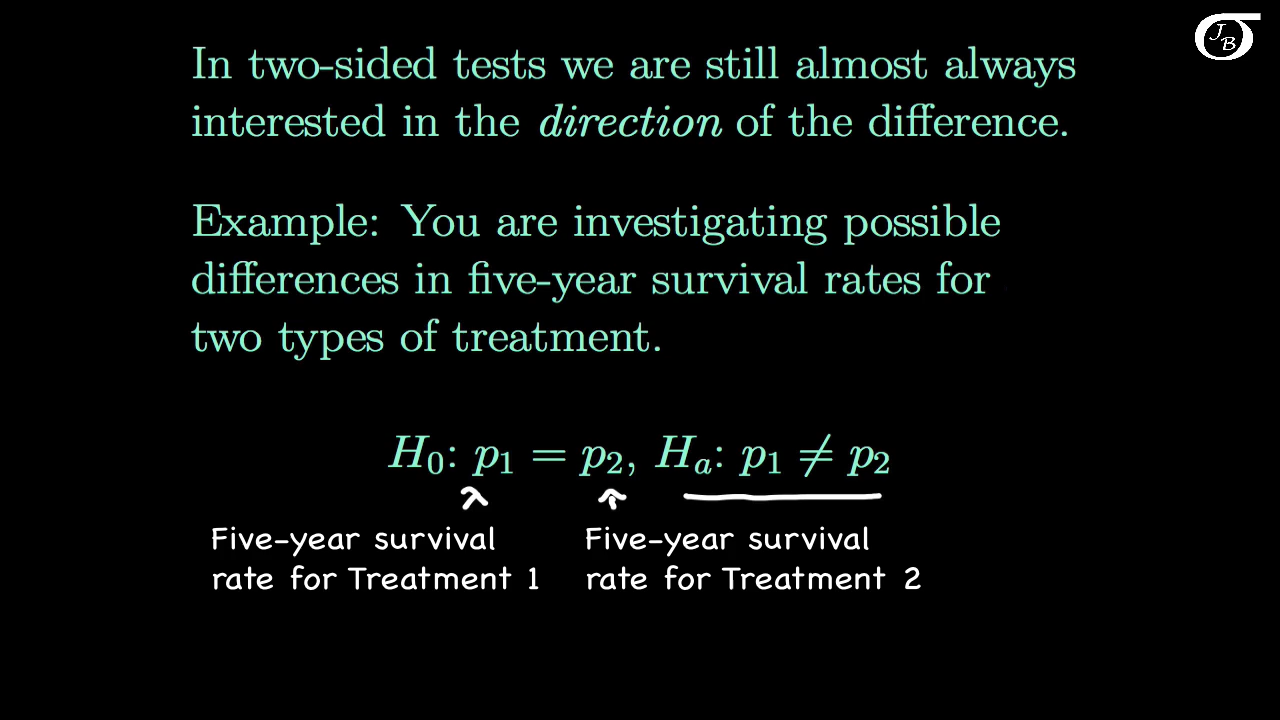 JB
In two-sided tests we are still almost always
interested in the direction of the difference.
Example: You are investigating possible
differences in five-year survival rates for
two types of treatment.
H₀: p₁ = p₂, Hₐ: p₁ ≠ p₂
Five-year survival
rate for Treatment 1
Five-year survival
rate for Treatment 2